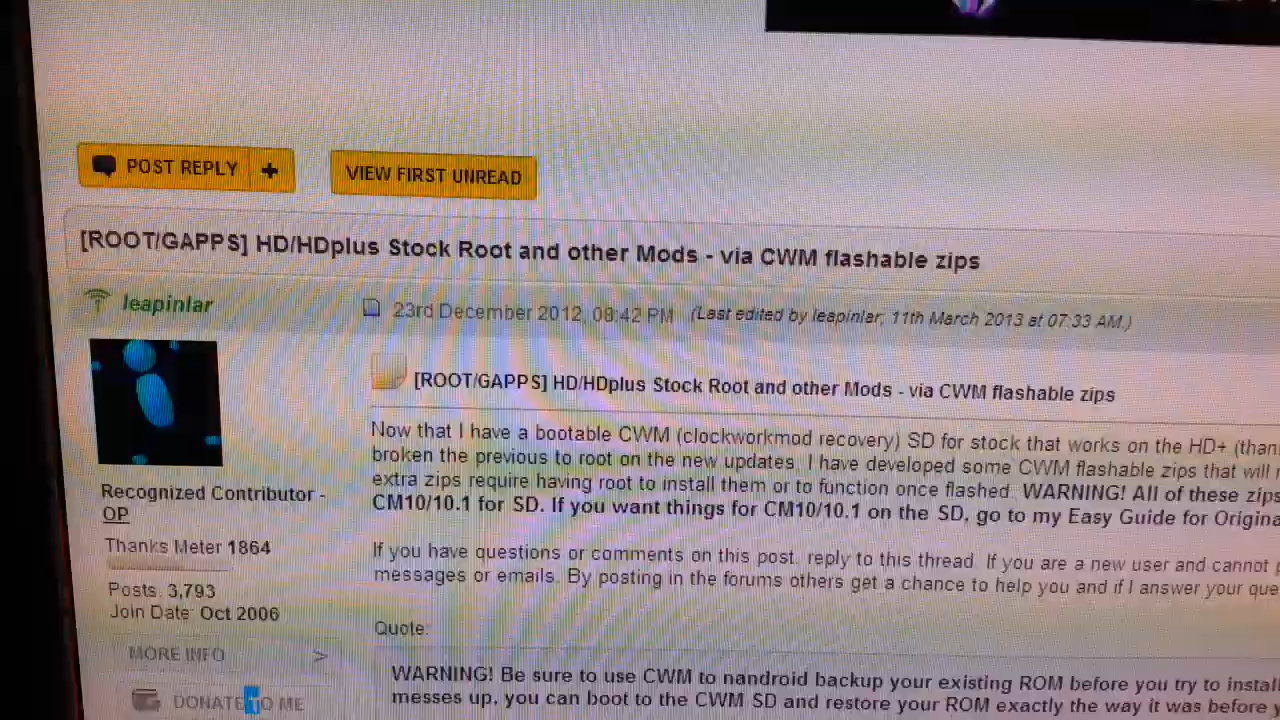 POST REPLY +
VIEW FIRST UNREAD
[ROOT/GAPPS] HD/HDplus Stock Root and other Mods - via CWM flashable zips
leapinlar
23rd December 2012, 08:42 PM (Last edited by leapinlar; 11th March 2013 at 07:33 AM.)
[ROOT/GAPPS] HD/HDplus Stock Root and other Mods - via CWM flashable zips
Now that I have a bootable CWM (clockworkmod recovery) SD for stock that works on the HD+
broken the previous to root on the new updates, I have developed some CWM flashable zips that will
extra zips require having root to install them or to function once flashed. WARNING! All of these zips
CM10/10.1 for SD. If you want things for CM10/10.1 on the SD, go to my Easy Guide for
If you have questions or comments on this post, reply to this thread. If you are a new user and cannot
messages or emails. By posting in the forums others get a chance to help you and if I answer your
Quote:
WARNING! Be sure to use CWM to nandroid backup your existing ROM before you try to install
messes up, you can boot to the CWM SD and restore your ROM exactly the way it was before
Recognized Contributor -
OP
Thanks Meter 1864
Posts: 3,793
Join Date: Oct 2006
MORE INFO >
DONATE TO ME